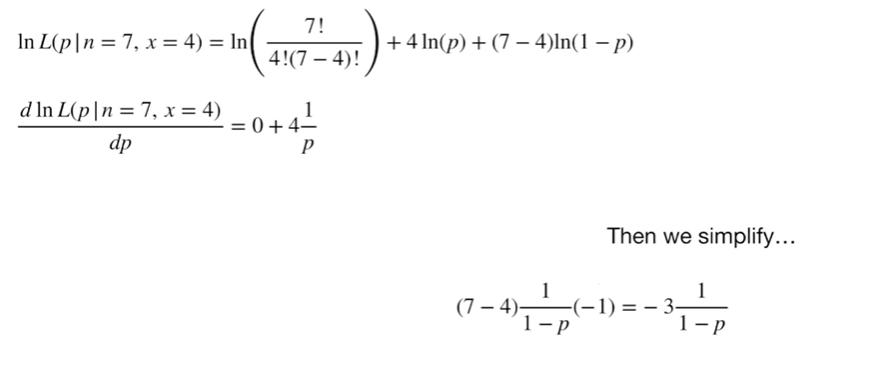 ln L(p|n = 7, x = 4) = ln(7!/(4!(7 − 4)!)) + 4 ln(p) + (7 − 4)ln(1 − p)
d ln L(p|n = 7, x = 4)/dp = 0 + 4 1/p
Then we simplify...
(7 − 4) 1/(1 − p) (−1) = − 3 1/(1 − p)